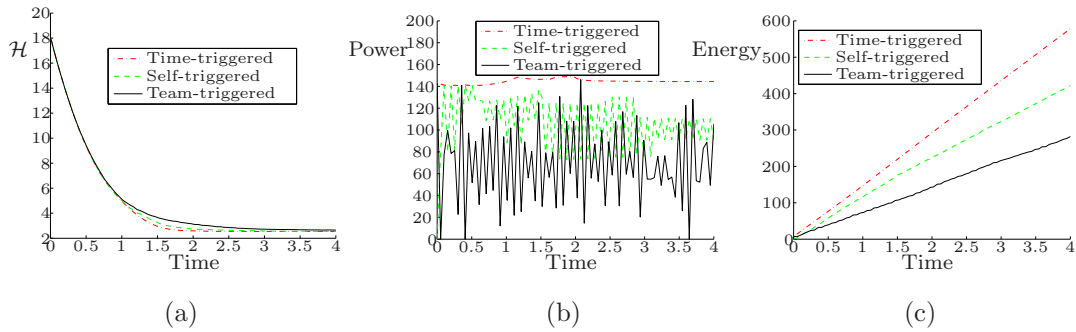 20
18
16
14
12
10
8
6
4
2
ℋ
Time-triggered
Self-triggered
Team-triggered
0 0.5 1 1.5 2 2.5 3 3.5 4
Time
(a)
200
180
160
140
120
100
80
60
40
20
0
Power
Time-triggered
Self-triggered
Team-triggered
0 0.5 1 1.5 2 2.5 3 3.5 4
Time
(b)
600
500
400
300
200
100
0
Energy
Time-triggered
Self-triggered
Team-triggered
0 0.5 1 1.5 2 2.5 3 3.5 4
Time
(c)